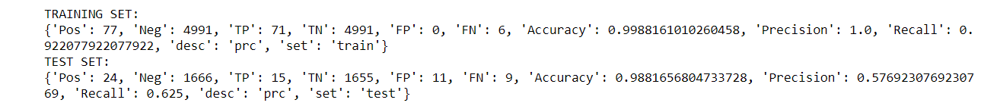 TRAINING SET:
{'Pos': 77, 'Neg': 4991, 'TP': 71, 'TN': 4991, 'FP': 0, 'FN': 6, 'Accuracy': 0.9988161010260458, 'Precision': 1.0, 'Recall': 0.
922077922077922, 'desc': 'prc', 'set': 'train'}
TEST SET:
{'Pos': 24, 'Neg': 1666, 'TP': 15, 'TN': 1655, 'FP': 11, 'FN': 9, 'Accuracy': 0.9881656804733728, 'Precision': 0.57692307692307
69, 'Recall': 0.625, 'desc': 'prc', 'set': 'test'}